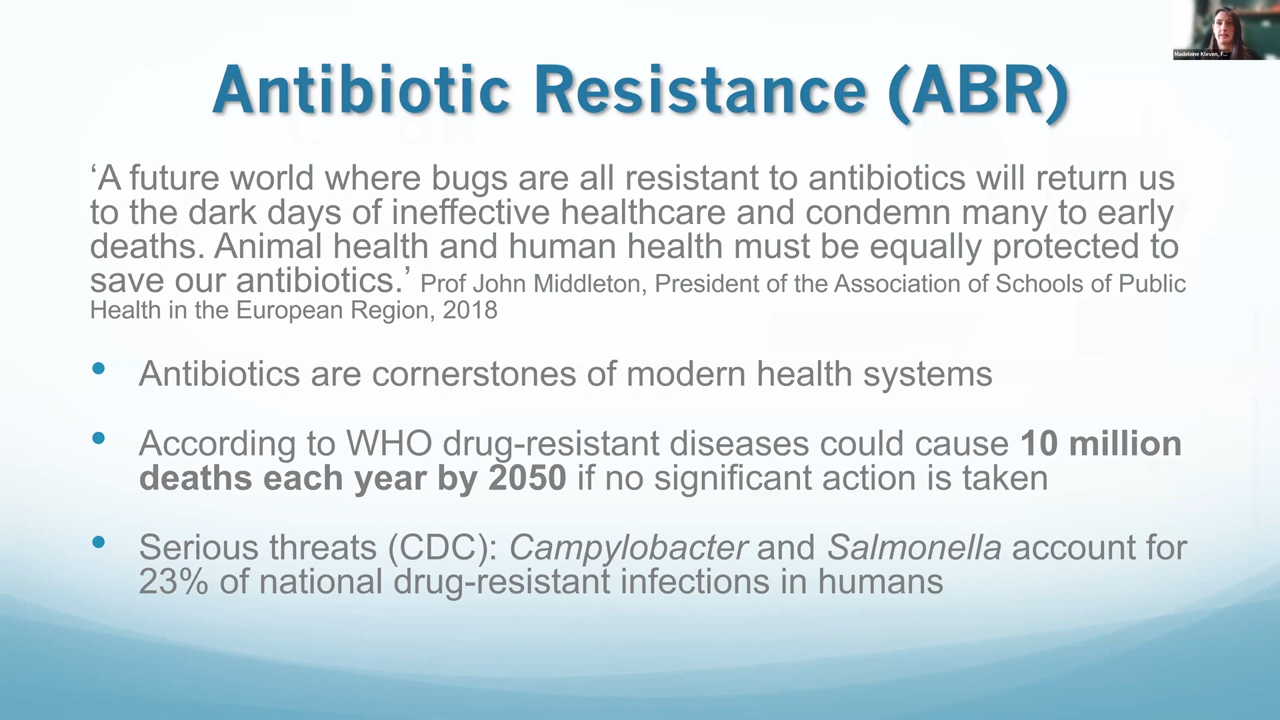 Madeleine Kleven, F...
Antibiotic Resistance (ABR)
‘A future world where bugs are all resistant to antibiotics will return us
to the dark days of ineffective healthcare and condemn many to early
deaths. Animal health and human health must be equally protected to
save our antibiotics.’ Prof John Middleton, President of the Association of Schools of Public
Health in the European Region, 2018
• Antibiotics are cornerstones of modern health systems
• According to WHO drug-resistant diseases could cause 10 million
deaths each year by 2050 if no significant action is taken
• Serious threats (CDC): Campylobacter and Salmonella account for
23% of national drug-resistant infections in humans